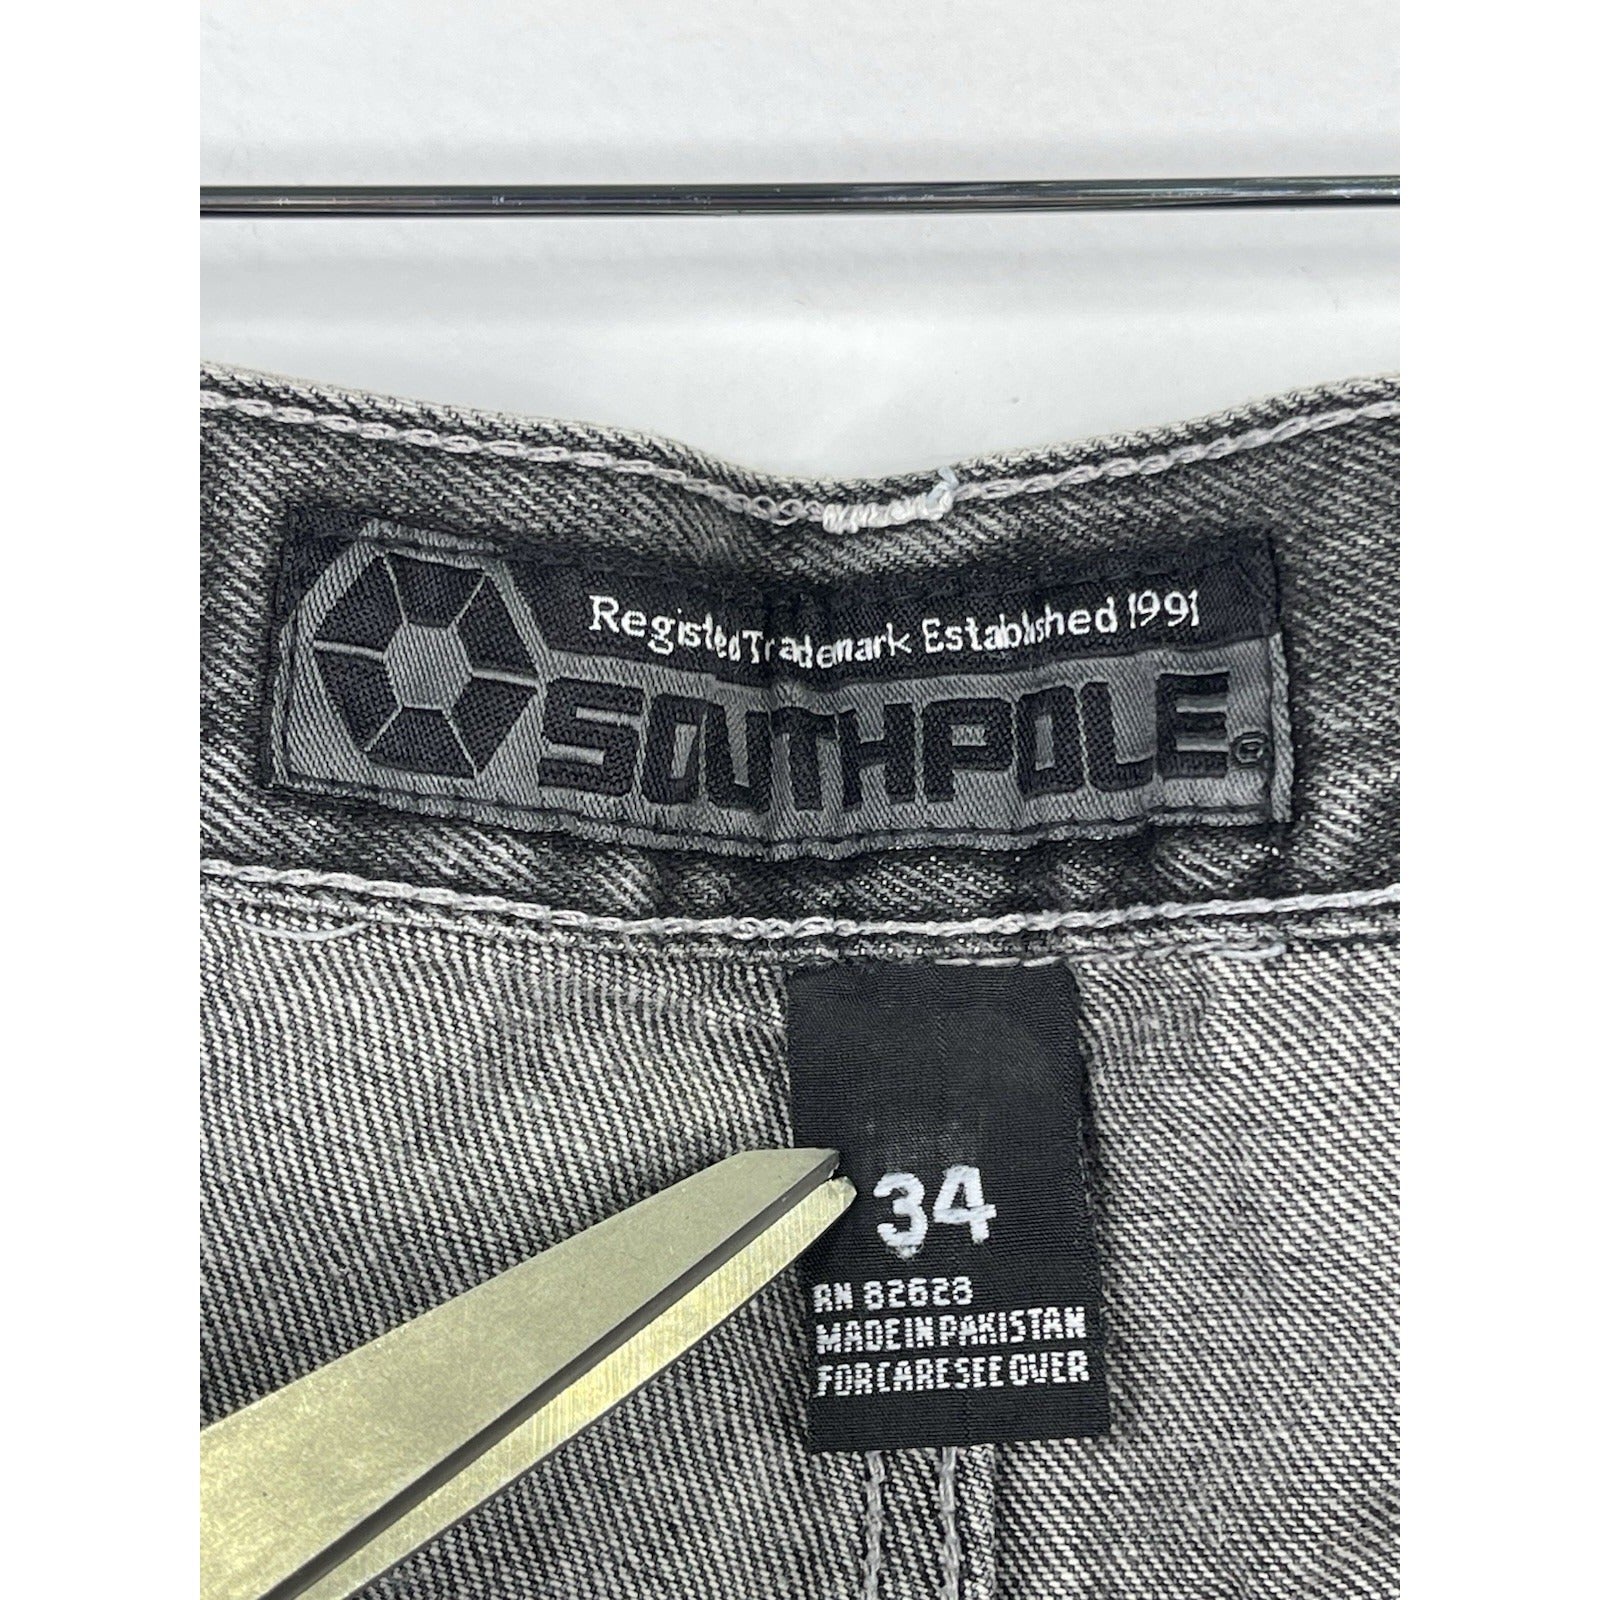 Registed Trademark Established 1991
SOUTHPOLE ®
34
RN 82628
MADE IN PAKISTAN
FOR CARE SEE OVER